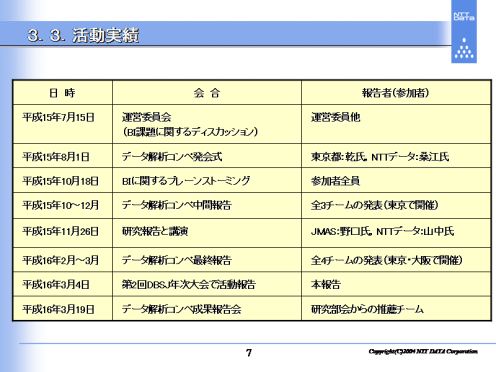 NTT DATA
3．3．活動実績
日 時 会 合 報告者（参加者）
平成15年7月15日 運営委員会 運営委員他
（BI課題に関するディスカッション）
平成15年8月1日 データ解析コンペ発会式 東京都：乾氏，NTTデータ：桑江氏
平成15年10月18日 BIに関するブレーンストーミング 参加者全員
平成15年10～12月 データ解析コンペ中間報告 全3チームの発表（東京で開催）
平成15年11月26日 研究報告と講演 JMAS：野口氏，NTTデータ：山中氏
平成16年2月～3月 データ解析コンペ最終報告 全4チームの発表（東京・大阪で開催）
平成16年3月4日 第2回DBSJ年次大会で活動報告 本報告
平成16年3月19日 データ解析コンペ成果報告会 研究部会からの推薦チーム
7
Copyright(C)2004 NTT DATA Corporation